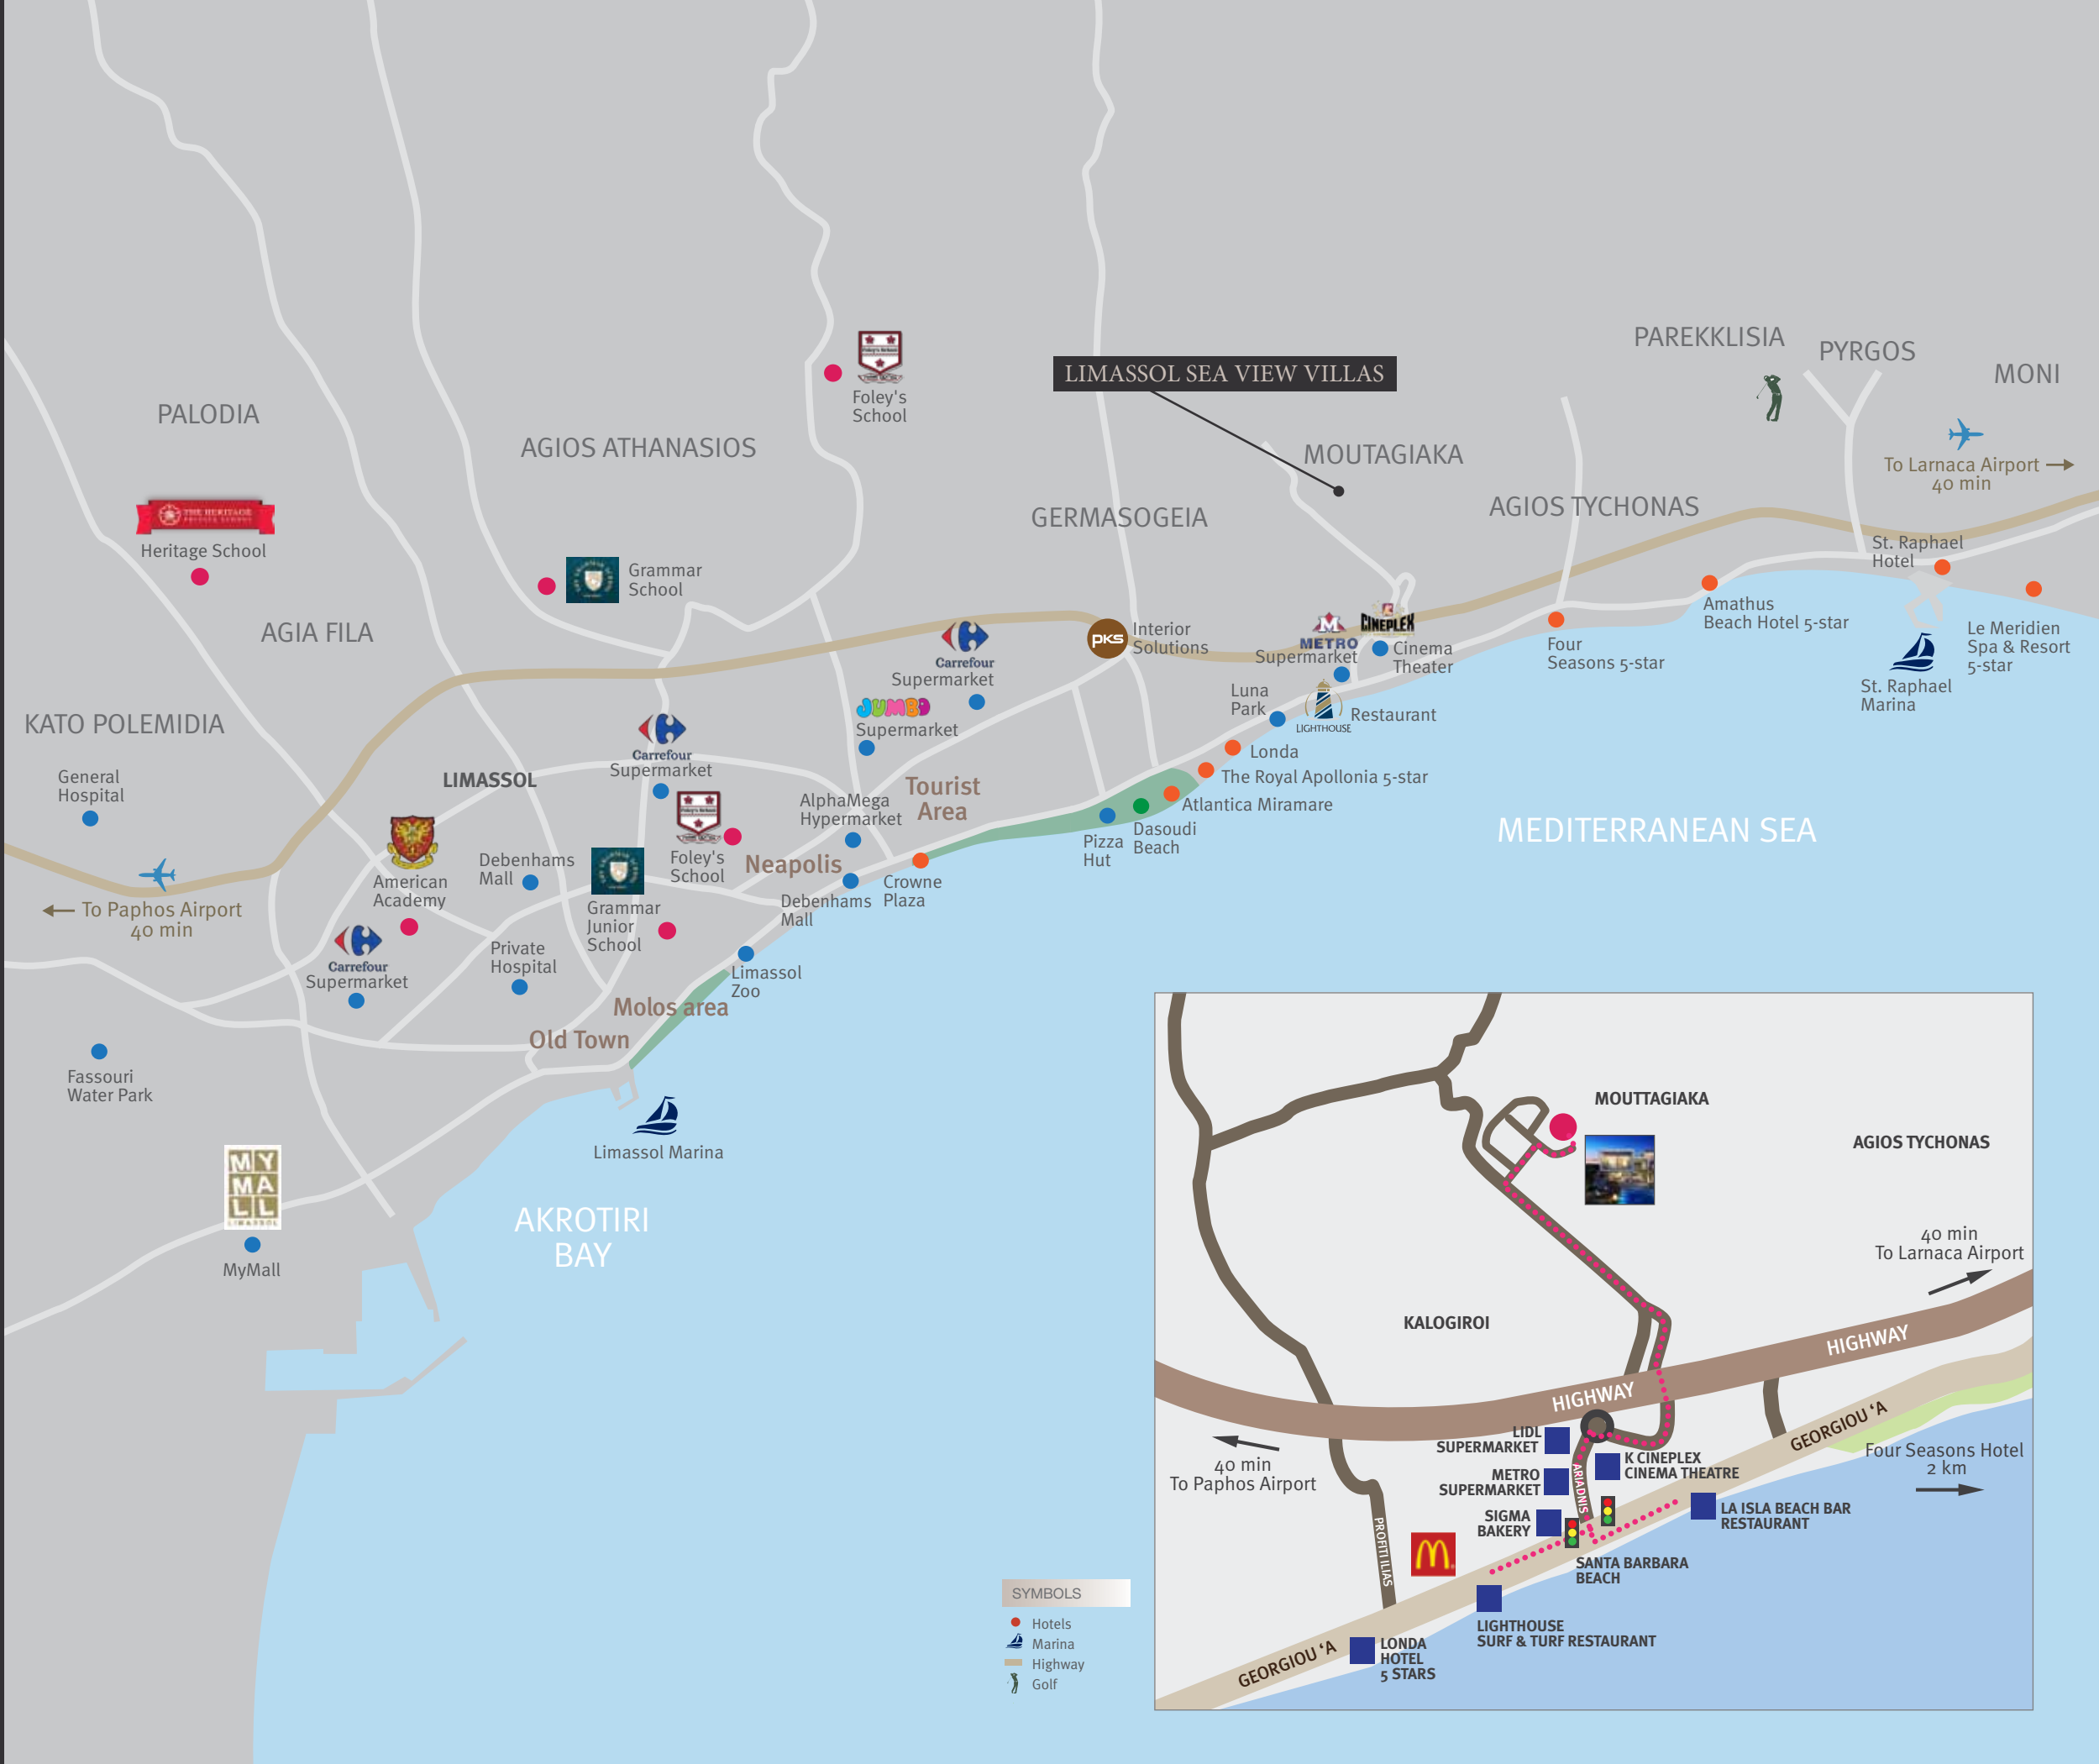 PAREKKLISIA
PYRGOS
MONI
LIMASSOL SEA VIEW VILLAS
Foley's
School
PALODIA
AGIOS ATHANASIOS
MOUTAGIAKA
To Larnaca Airport
40 min
GERMASOGEIA
AGIOS TYCHONAS
THE HERITAGE
Heritage School
Grammar
School
St. Raphael
Hotel
Amathus
Beach Hotel 5-star
Le Meridien
Spa & Resort
5-star
St. Raphael
Marina
AGIA FILA
pks
Interior
Solutions
METRO
Supermarket
CINEPLEX
Cinema
Theater
Four
Seasons 5-star
Carrefour
Supermarket
JUMBO
Supermarket
Luna
Park
LIGHTHOUSE
Restaurant
KATO POLEMIDIA
Carrefour
Supermarket
Londa
The Royal Apollonia 5-star
Atlantica Miramare
General
Hospital
LIMASSOL
Tourist
Area
AlphaMega
Hypermarket
Pizza
Hut
Dasoudi
Beach
MEDITERRANEAN SEA
American
Academy
Debenhams
Mall
Foley's
School
Neapolis
Crowne
Plaza
Debenhams
Mall
To Paphos Airport
40 min
Grammar
Junior
School
Carrefour
Supermarket
Private
Hospital
Limassol
Zoo
Molos area
Old Town
Fassouri
Water Park
Limassol Marina
MY
MA
LL
LIMASSOL
MyMall
AKROTIRI
BAY
MOUTTAGIAKA
AGIOS TYCHONAS
40 min
To Larnaca Airport
KALOGIROI
HIGHWAY
HIGHWAY
GEORGIOU ‘A
LIDL
SUPERMARKET
K CINEPLEX
CINEMA THEATRE
Four Seasons Hotel
2 km
40 min
To Paphos Airport
METRO
SUPERMARKET
ARIADNIS
SIGMA
BAKERY
LA ISLA BEACH BAR
RESTAURANT
PROFITI ILIAS
SANTA BARBARA
BEACH
LIGHTHOUSE
SURF & TURF RESTAURANT
GEORGIOU ‘A
LONDA
HOTEL
5 STARS
SYMBOLS
Hotels
Marina
Highway
Golf